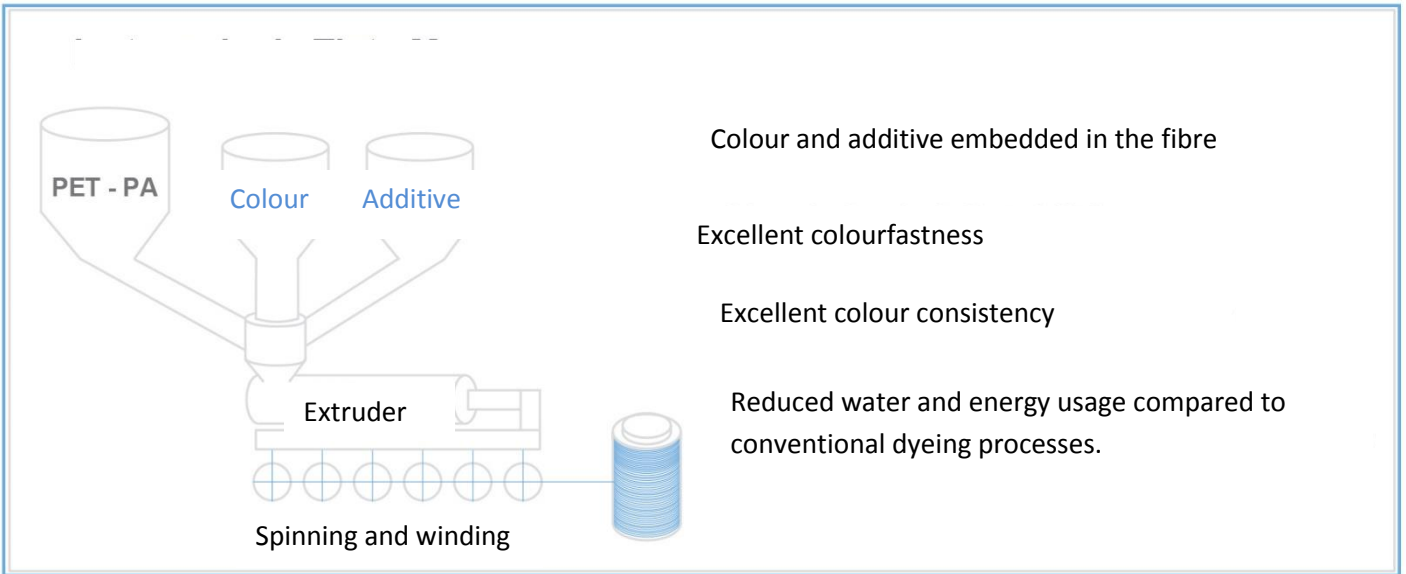 PET - PA
Colour
Additive
Extruder
Spinning and winding
Colour and additive embedded in the fibre
Excellent colourfastness
Excellent colour consistency
Reduced water and energy usage compared to
conventional dyeing processes.